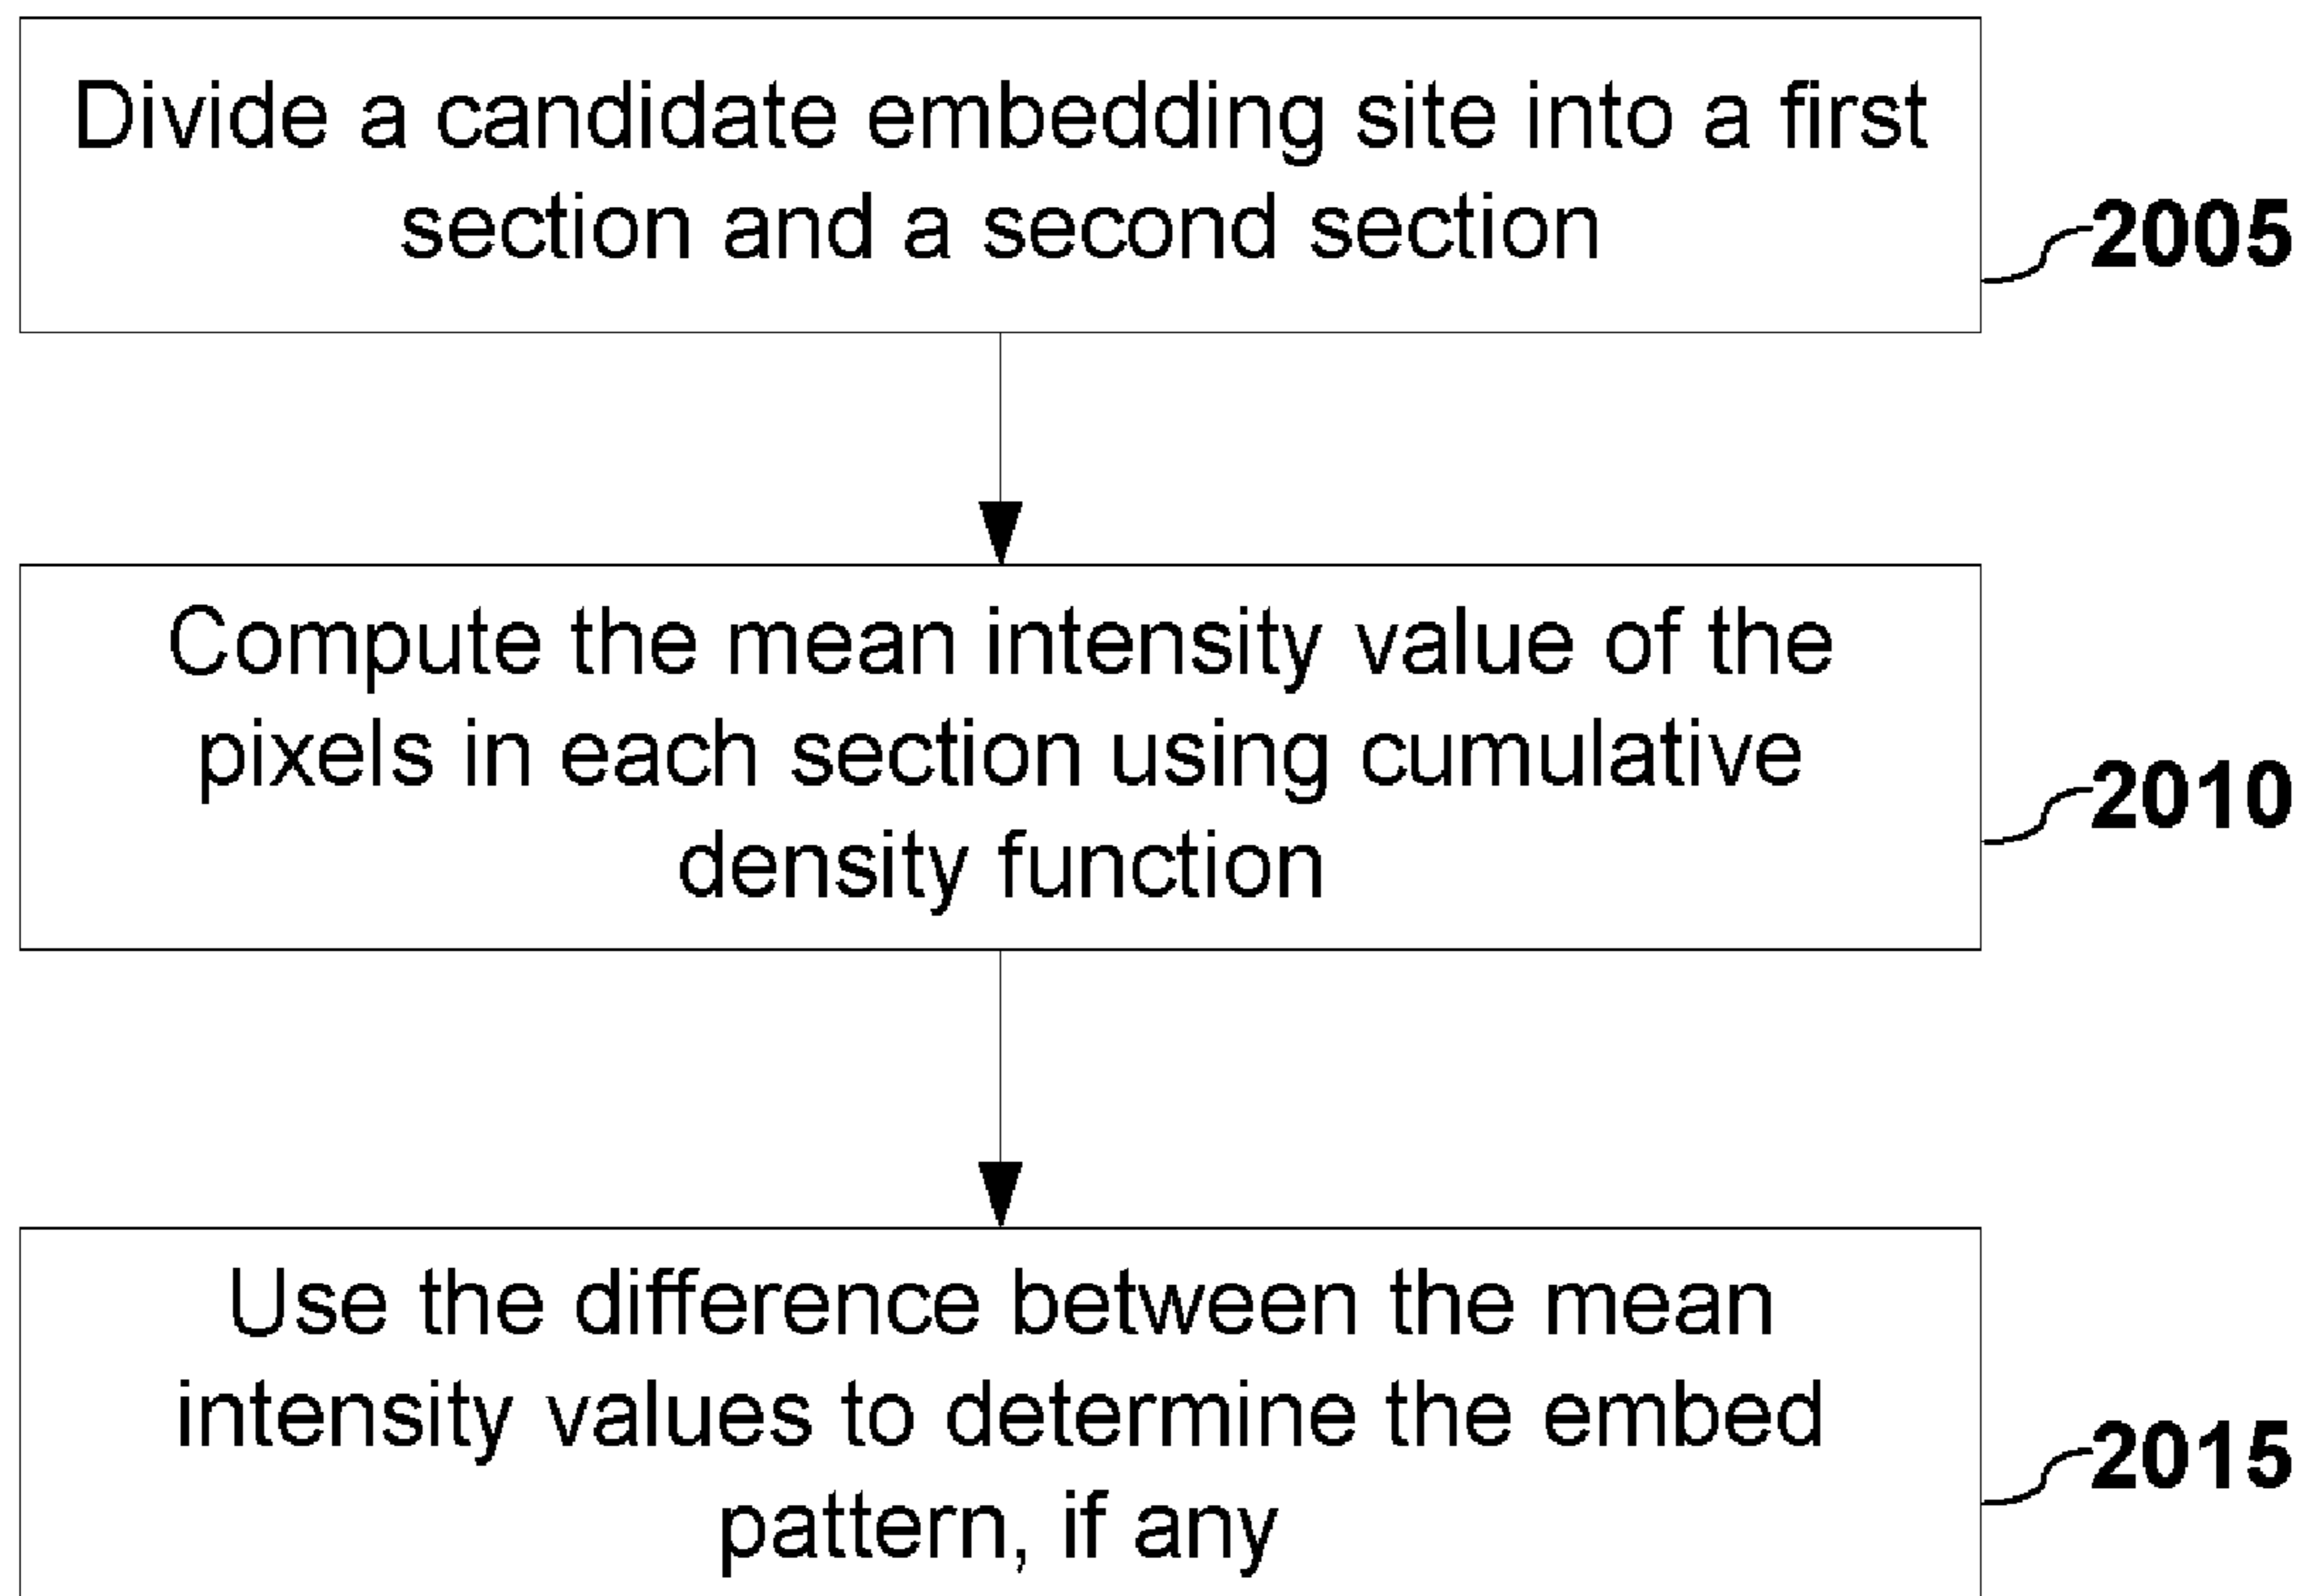 Divide a candidate embedding site into a first
section and a second section
2005
Compute the mean intensity value of the
pixels in each section using cumulative
density function
2010
Use the difference between the mean
intensity values to determine the embed
pattern, if any
2015